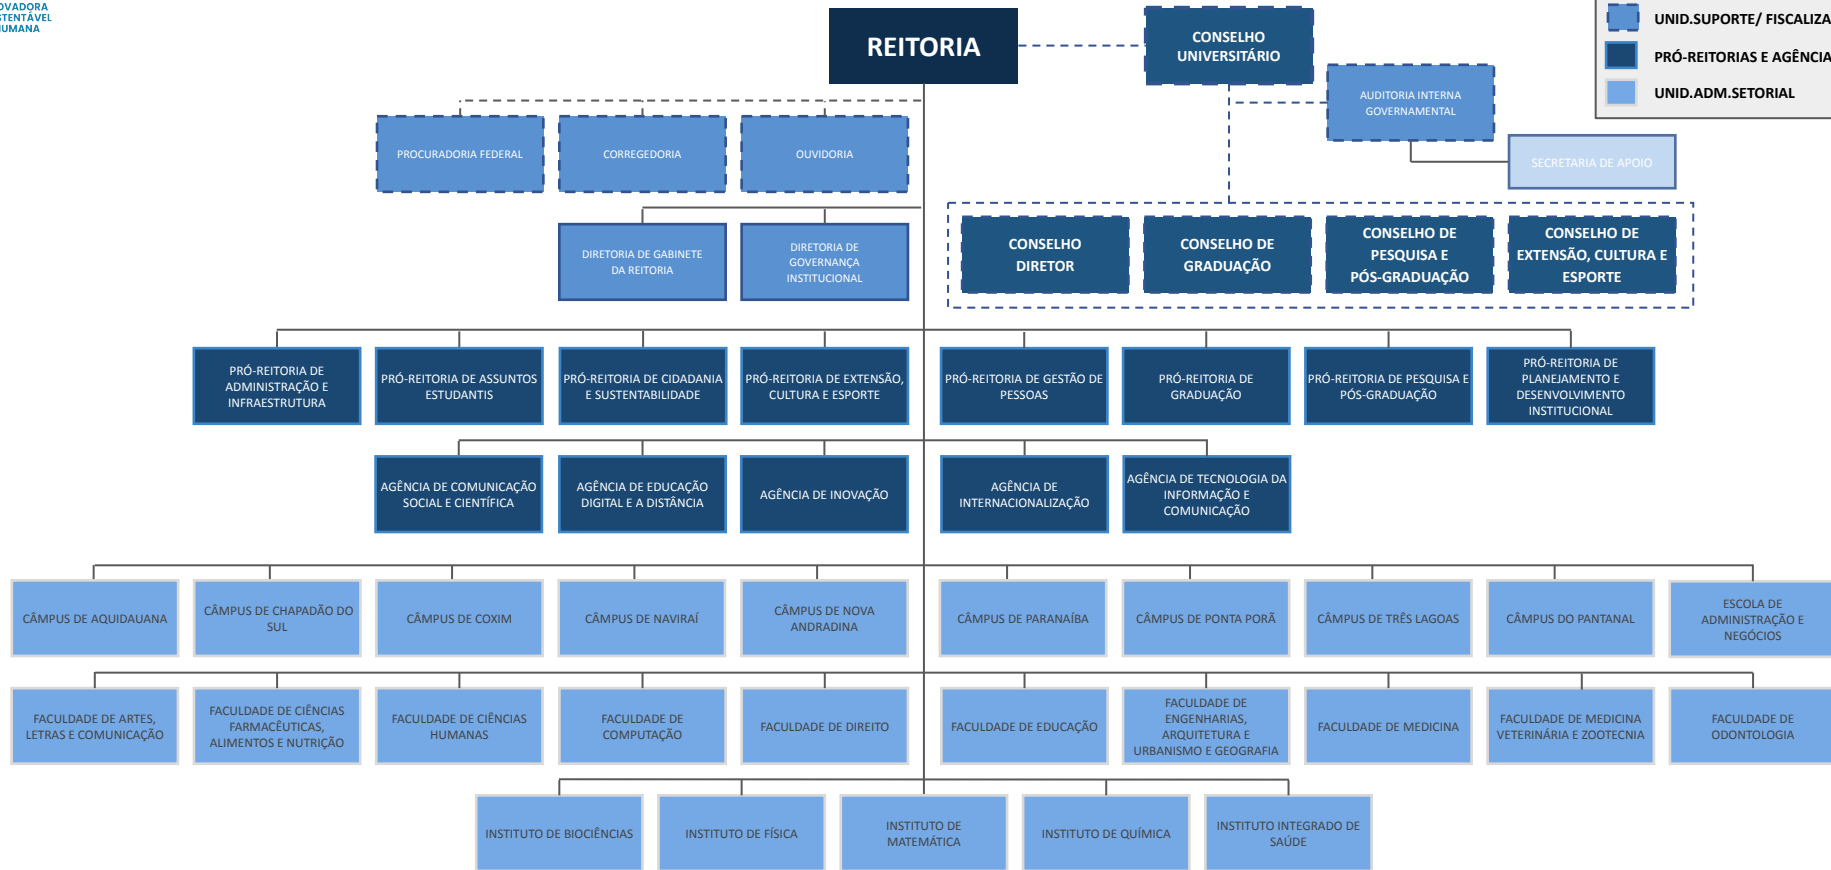 STENTÁVEL
HUMANA
REITORIA
CONSELHO
UNIVERSITÁRIO
UNID.SUPORTE/ FISCALIZA
PRÓ-REITORIAS E AGÊNCIA
UNID.ADM.SETORIAL
AUDITORIA INTERNA
GOVERNAMENTAL
SECRETARIA DE APOIO
PROCURADORIA FEDERAL
CORREGEDORIA
OUVIDORIA
DIRETORIA DE GABINETE
DA REITORIA
DIRETORIA DE
GOVERNANÇA
INSTITUCIONAL
CONSELHO
DIRETOR
CONSELHO DE
GRADUAÇÃO
CONSELHO DE
PESQUISA E
PÓS-GRADUAÇÃO
CONSELHO DE
EXTENSÃO, CULTURA E
ESPORTE
PRÓ-REITORIA DE
ADMINISTRAÇÃO E
INFRAESTRUTURA
PRÓ-REITORIA DE ASSUNTOS
ESTUDANTIS
PRÓ-REITORIA DE CIDADANIA
E SUSTENTABILIDADE
PRÓ-REITORIA DE EXTENSÃO,
CULTURA E ESPORTE
PRÓ-REITORIA DE GESTÃO DE
PESSOAS
PRÓ-REITORIA DE
GRADUAÇÃO
PRÓ-REITORIA DE PESQUISA E
PÓS-GRADUAÇÃO
PRÓ-REITORIA DE
PLANEJAMENTO E
DESENVOLVIMENTO
INSTITUCIONAL
AGÊNCIA DE COMUNICAÇÃO
SOCIAL E CIENTÍFICA
AGÊNCIA DE EDUCAÇÃO
DIGITAL E A DISTÂNCIA
AGÊNCIA DE INOVAÇÃO
AGÊNCIA DE
INTERNACIONALIZAÇÃO
AGÊNCIA DE TECNOLOGIA DA
INFORMAÇÃO E
COMUNICAÇÃO
CÂMPUS DE AQUIDAUANA
CÂMPUS DE CHAPADÃO DO
SUL
CÂMPUS DE COXIM
CÂMPUS DE NAVIRAÍ
CÂMPUS DE NOVA
ANDRADINA
CÂMPUS DE PARANAÍBA
CÂMPUS DE PONTA PORÃ
CÂMPUS DE TRÊS LAGOAS
CÂMPUS DO PANTANAL
ESCOLA DE
ADMINISTRAÇÃO E
NEGÓCIOS
FACULDADE DE ARTES,
LETRAS E COMUNICAÇÃO
FACULDADE DE CIÊNCIAS
FARMACÊUTICAS,
ALIMENTOS E NUTRIÇÃO
FACULDADE DE CIÊNCIAS
HUMANAS
FACULDADE DE
COMPUTAÇÃO
FACULDADE DE DIREITO
FACULDADE DE EDUCAÇÃO
FACULDADE DE
ENGENHARIAS,
ARQUITETURA E
URBANISMO E GEOGRAFIA
FACULDADE DE MEDICINA
FACULDADE DE MEDICINA
VETERINÁRIA E ZOOTECNIA
FACULDADE DE
ODONTOLOGIA
INSTITUTO DE BIOCIÊNCIAS
INSTITUTO DE FÍSICA
INSTITUTO DE
MATEMÁTICA
INSTITUTO DE QUÍMICA
INSTITUTO INTEGRADO DE
SAÚDE